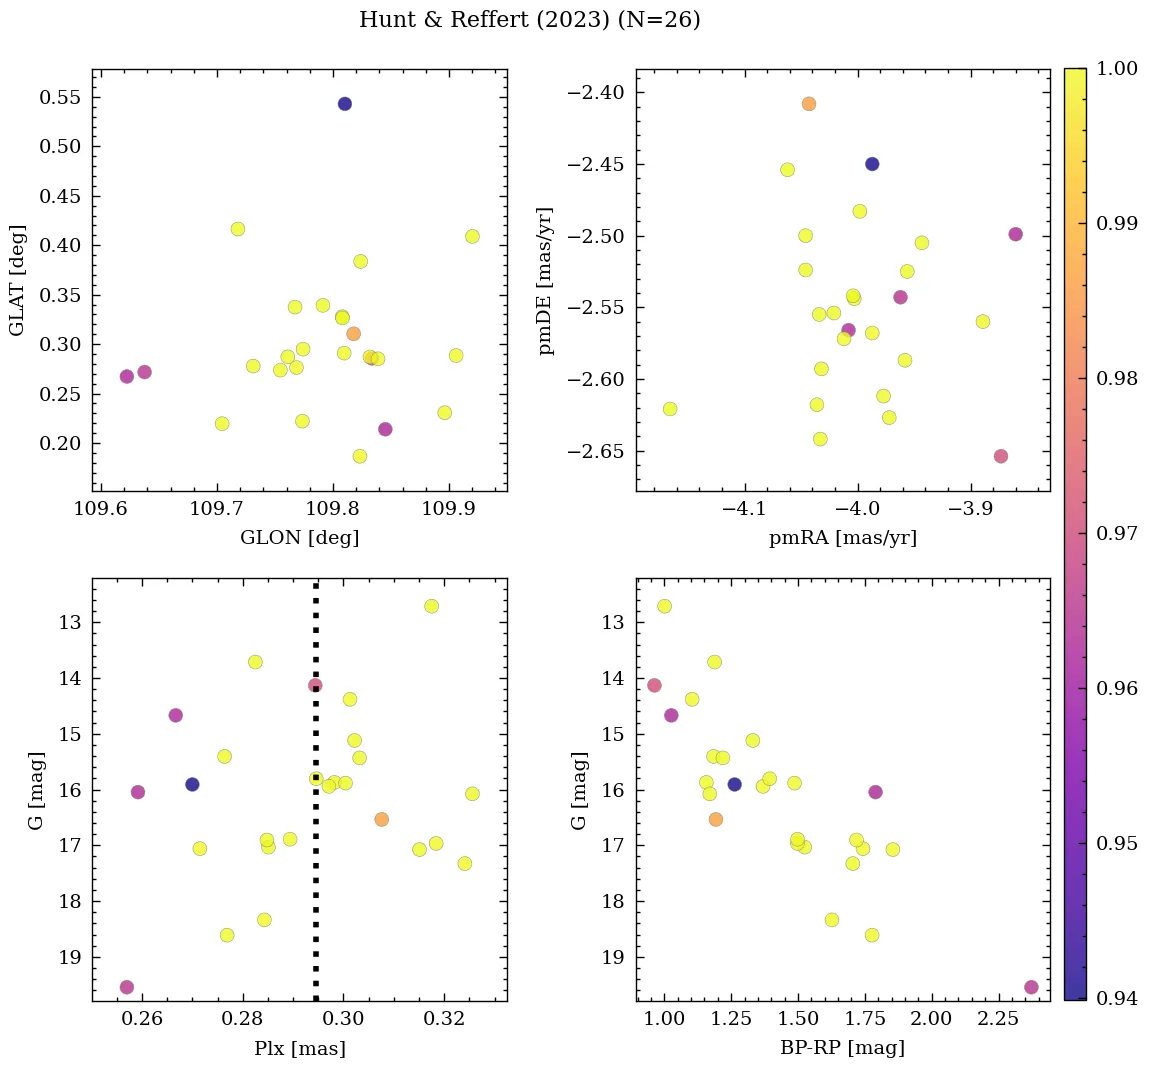 Hunt & Reffert (2023) (N=26)
0.55
0.50
0.45
0.40
0.35
0.30
0.25
0.20
GLAT [deg]
109.6 109.7 109.8 109.9
GLON [deg]
−2.40
−2.45
−2.50
−2.55
−2.60
−2.65
pmDE [mas/yr]
−4.1 −4.0 −3.9
pmRA [mas/yr]
13
14
15
16
17
18
19
G [mag]
0.26 0.28 0.30 0.32
Plx [mas]
13
14
15
16
17
18
19
G [mag]
1.00 1.25 1.50 1.75 2.00 2.25
BP-RP [mag]
1.00
0.99
0.98
0.97
0.96
0.95
0.94